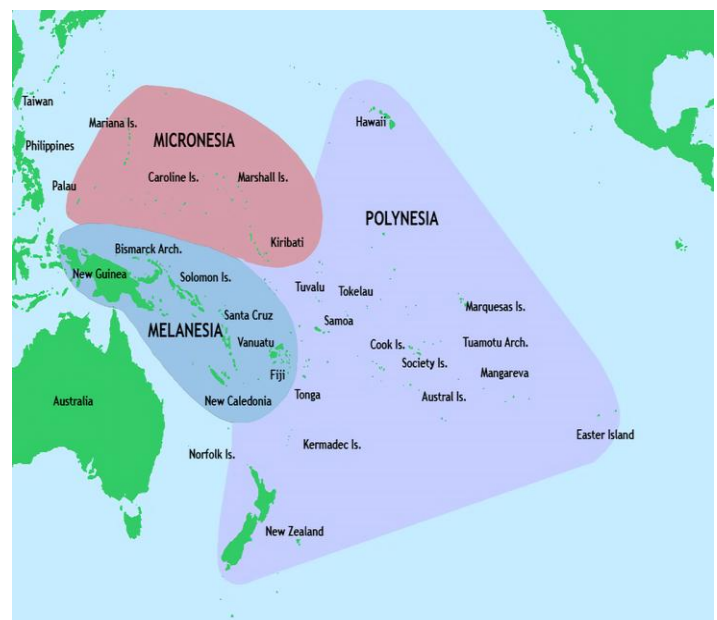 Taiwan
Hawaii
Mariana Is.
MICRONESIA
Philippines
Palau
Caroline Is.
Marshall Is.
POLYNESIA
Kiribati
Bismarck Arch.
New Guinea
Solomon Is.
Tuvalu
Tokelau
Marquesas Is.
Santa Cruz
Samoa
MELANESIA
Vanuatu
Cook Is.
Tuamotu Arch.
Society Is.
Fiji
Mangareva
Tonga
Austral Is.
Australia
New Caledonia
Easter Island
Kermadec Is.
Norfolk Is.
New Zealand